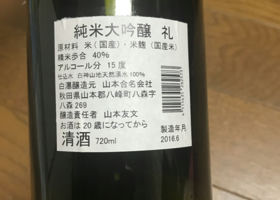 純米大吟醸 礼
原材料 米(国産)・米麹(国産米)
精米歩合 40%
アルコール分 15度
仕込水 白神山地天然湧水100%
白瀑醸造元 山本合名会社
秋田県山本郡八峰町八森字
八森269
醸造責任者 山本友文
お酒は20歳になってから
清酒 720ml
製造年月
2016.6